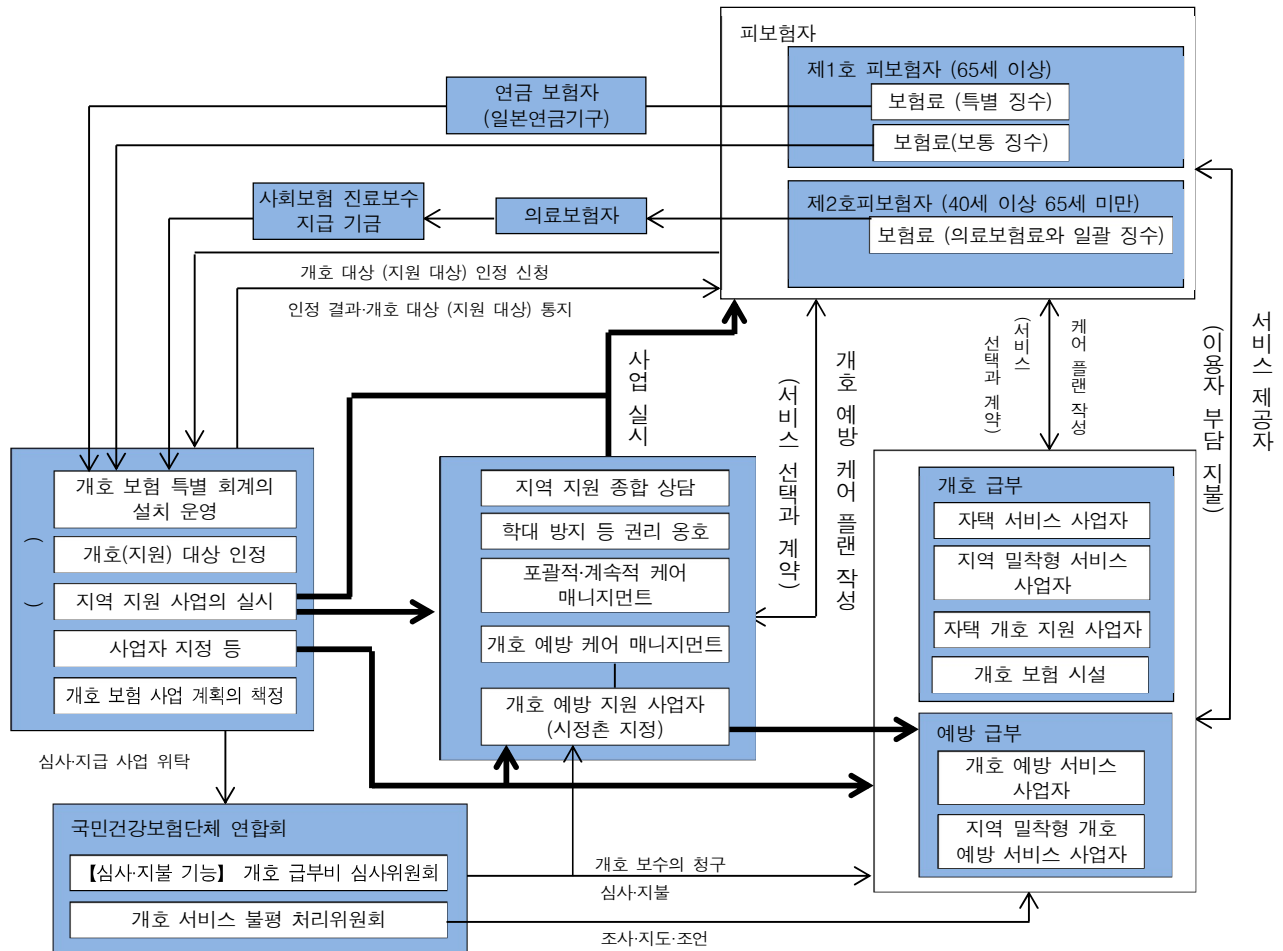 피보험자
제1호 피보험자 (65세 이상)
보험료 (특별 징수)
보험료(보통 징수)
연금 보험자
(일본연금기구)
제2호피보험자 (40세 이상 65세 미만)
보험료 (의료보험료와 일괄 징수)
의료보험자
사회보험 진료보수
지급 기금
개호 대상 (지원 대상) 인정 신청
인정 결과·개호 대상 (지원 대상) 통지
사업 실시
개호 예방 케어 플랜 작성
(서비스 선택과 계약)
케어 플랜 작성
(서비스
선택과 계약)
서비스 제공자
(이용자 부담 지불)
개호 보험 특별 회계의
설치 운영
개호(지원) 대상 인정
지역 지원 사업의 실시
사업자 지정 등
개호 보험 사업 계획의 책정
( )
지역 지원 종합 상담
학대 방지 등 권리 옹호
포괄적·계속적 케어
매니지먼트
개호 예방 케어 매니지먼트
개호 예방 지원 사업자
(시정촌 지정)
개호 급부
자택 서비스 사업자
지역 밀착형 서비스
사업자
자택 개호 지원 사업자
개호 보험 시설
예방 급부
개호 예방 서비스
사업자
지역 밀착형 개호
예방 서비스 사업자
심사·지급 사업 위탁
국민건강보험단체 연합회
【심사·지불 기능】 개호 급부비 심사위원회
개호 서비스 불평 처리위원회
개호 보수의 청구
심사·지불
조사·지도·조언